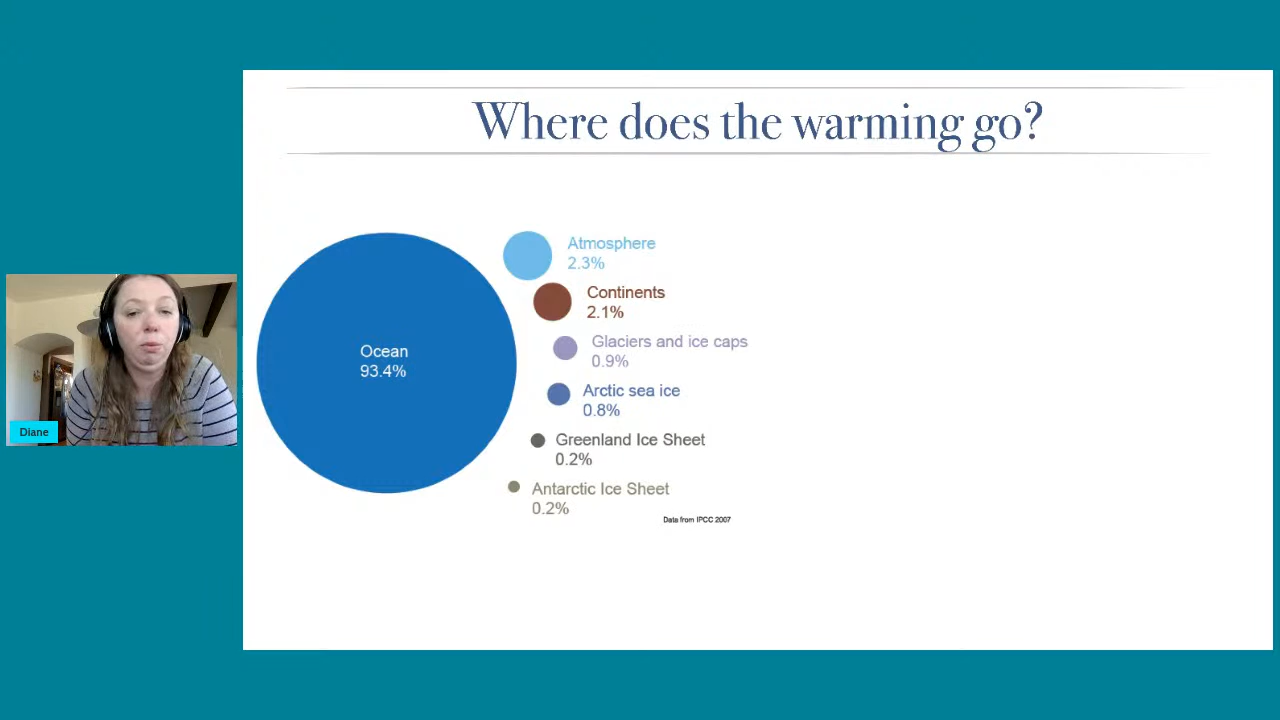 Where does the warming go?
Ocean
93.4%
Atmosphere
2.3%
Continents
2.1%
Glaciers and ice caps
0.9%
Arctic sea ice
0.8%
Greenland Ice Sheet
0.2%
Antarctic Ice Sheet
0.2%
Data from IPCC 2007
Diane